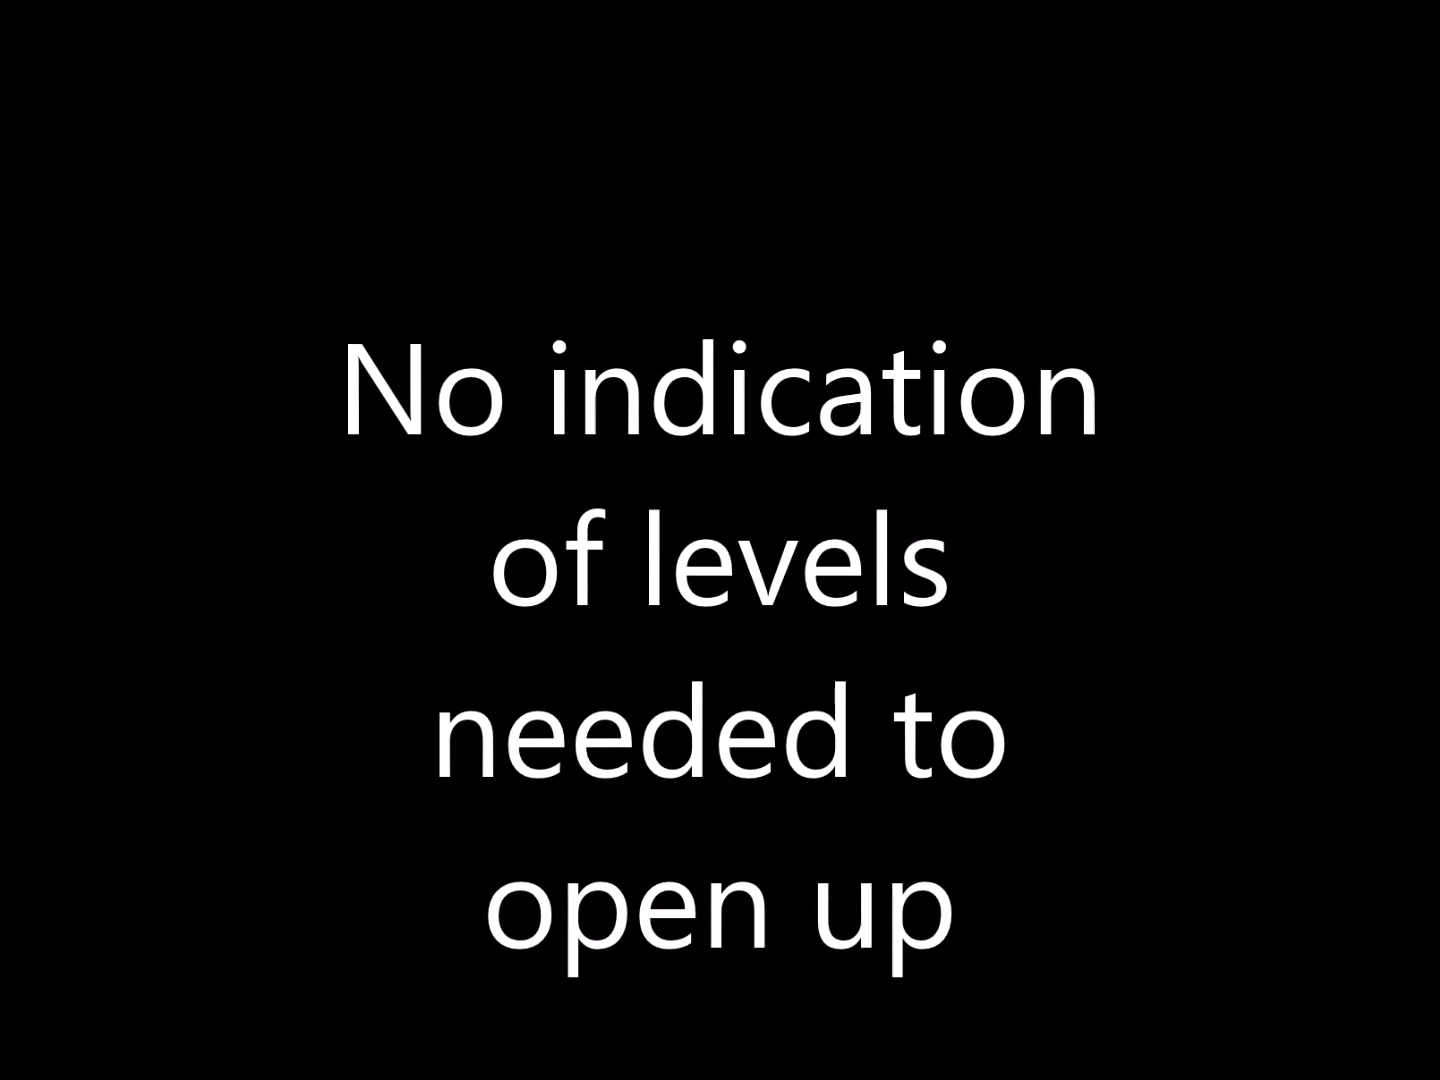 No indication
of levels
needed to
open up